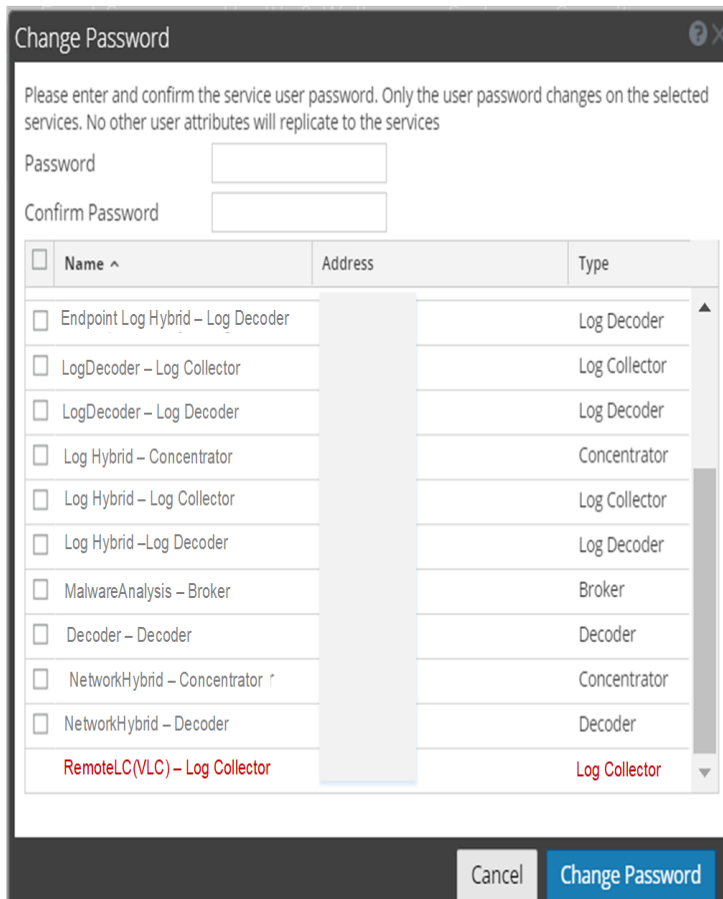 Change Password
Please enter and confirm the service user password. Only the user password changes on the selected
services. No other user attributes will replicate to the services
Password
Confirm Password
Name Address Type
Endpoint Log Hybrid – Log Decoder Log Decoder
LogDecoder – Log Collector Log Collector
LogDecoder – Log Decoder Log Decoder
Log Hybrid – Concentrator Concentrator
Log Hybrid – Log Collector Log Collector
Log Hybrid –Log Decoder Log Decoder
MalwareAnalysis – Broker Broker
Decoder – Decoder Decoder
NetworkHybrid – Concentrator Concentrator
NetworkHybrid – Decoder Decoder
RemoteLC(VLC) – Log Collector Log Collector
Cancel Change Password